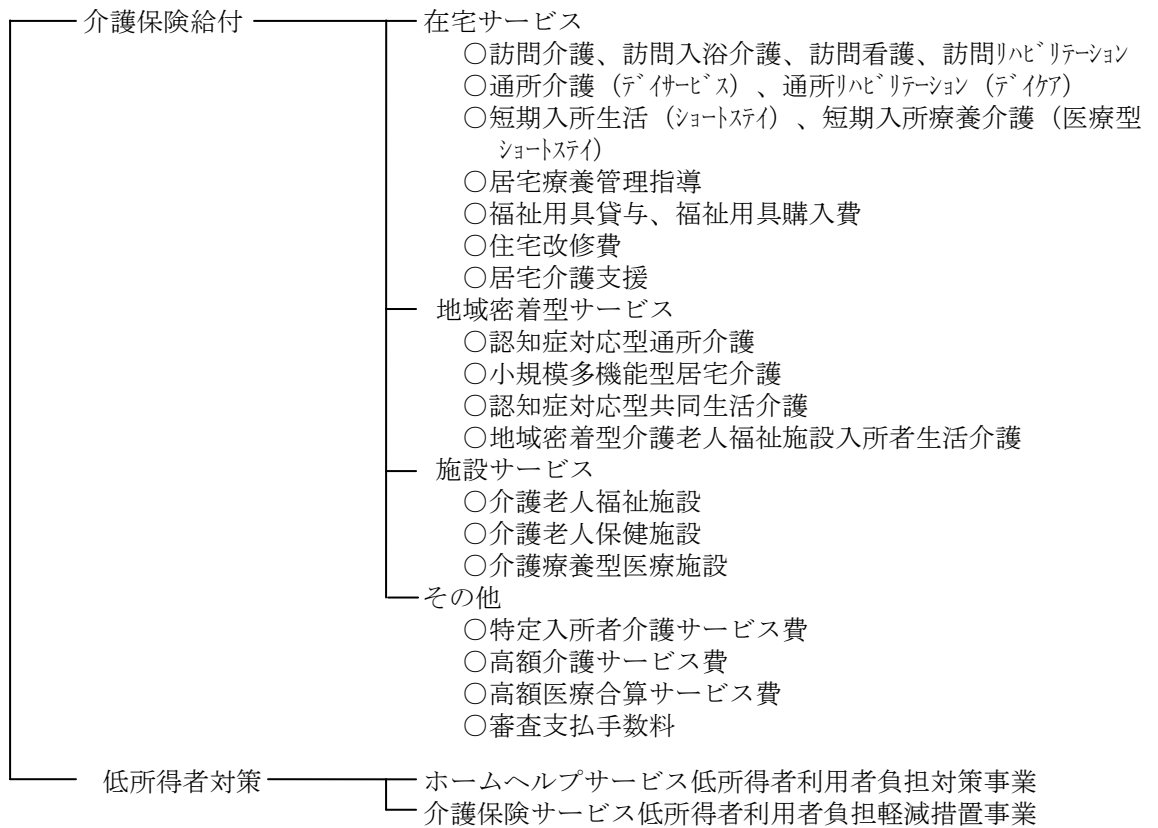 介護保険給付 在宅サービス
○訪問介護、訪問入浴介護、訪問看護、訪問ﾘﾊﾋﾞﾘﾃｰｼｮﾝ
○通所介護（ﾃﾞｲｻｰﾋﾞｽ）、通所ﾘﾊﾋﾞﾘﾃｰｼｮﾝ（ﾃﾞｲｹｱ）
○短期入所生活（ｼｮｰﾄｽﾃｲ）、短期入所療養介護（医療型
ｼｮｰﾄｽﾃｲ）
○居宅療養管理指導
○福祉用具貸与、福祉用具購入費
○住宅改修費
○居宅介護支援
地域密着型サービス
○認知症対応型通所介護
○小規模多機能型居宅介護
○認知症対応型共同生活介護
○地域密着型介護老人福祉施設入所者生活介護
施設サービス
○介護老人福祉施設
○介護老人保健施設
○介護療養型医療施設
その他
○特定入所者介護サービス費
○高額介護サービス費
○高額医療合算サービス費
○審査支払手数料
低所得者対策 ホームヘルプサービス低所得者利用者負担対策事業
介護保険サービス低所得者利用者負担軽減措置事業